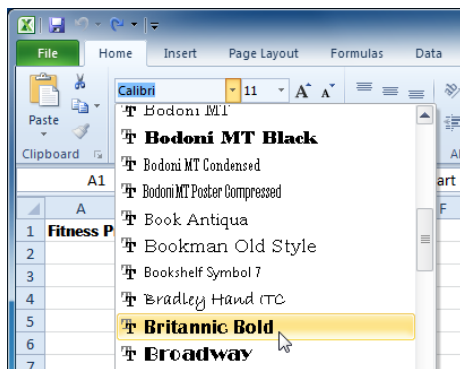 File Home Insert Page Layout Formulas Data
Calibri 11 A A
Paste
Clipboard
Bodoni MT
Bodoni MT Black
Bodoni MT Condensed
Bodoni MT Poster Compressed
Book Antiqua
Bookman Old Style
Bookshelf Symbol 7
Bradley Hand ITC
Britannic Bold
Broadway
A1 art
A F
1 Fitness P
2
3
4
5
6
7